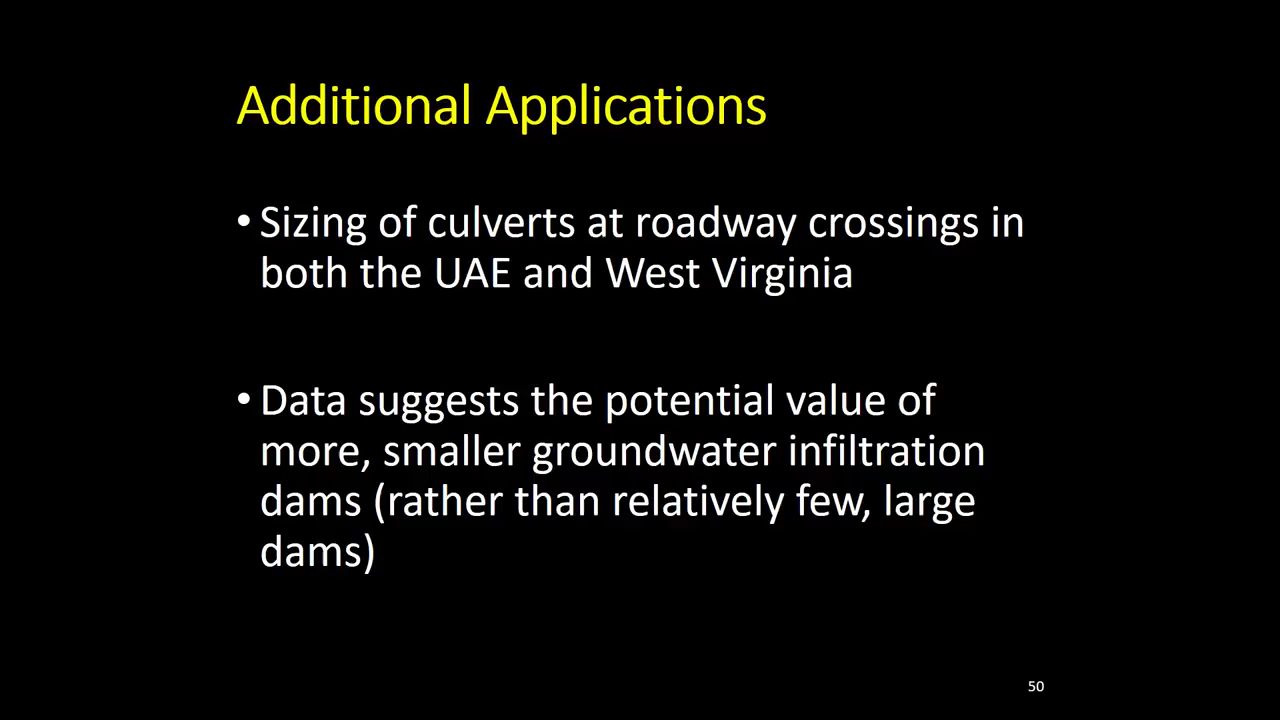 Additional Applications
• Sizing of culverts at roadway crossings in
both the UAE and West Virginia
• Data suggests the potential value of
more, smaller groundwater infiltration
dams (rather than relatively few, large
dams)
50